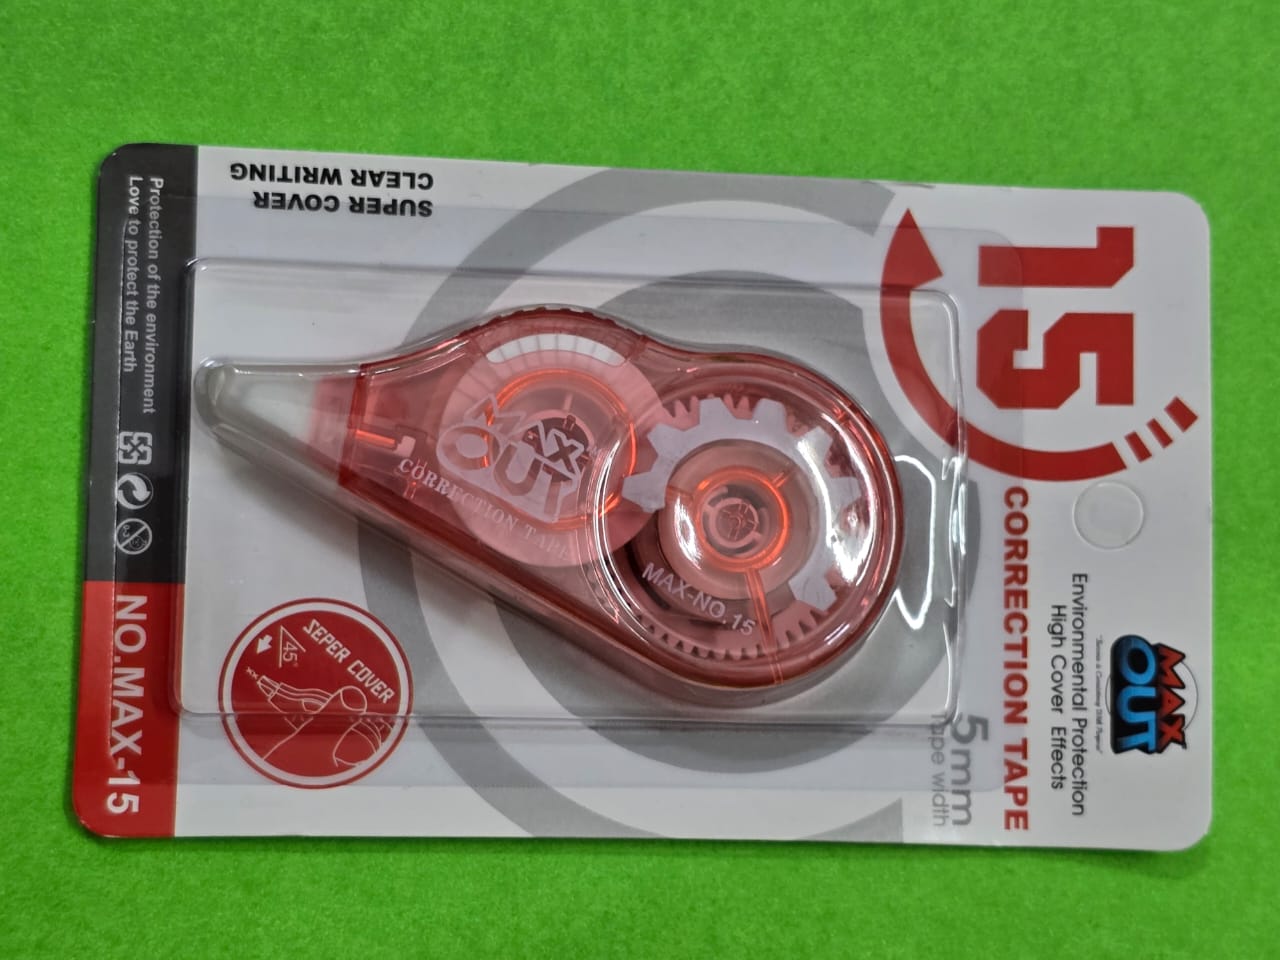 MAX
OUT
Environmental Protection
High Cover Effects
15
CORRECTION TAPE
5mm
Tape width
MAX
OUT
CORRECTION TAPE
MAX-NO.15
SUPER COVER
CLEAR WRITING
SEPER COVER
45°
Protection of the environment
Love to protect the Earth
NO.MAX-15